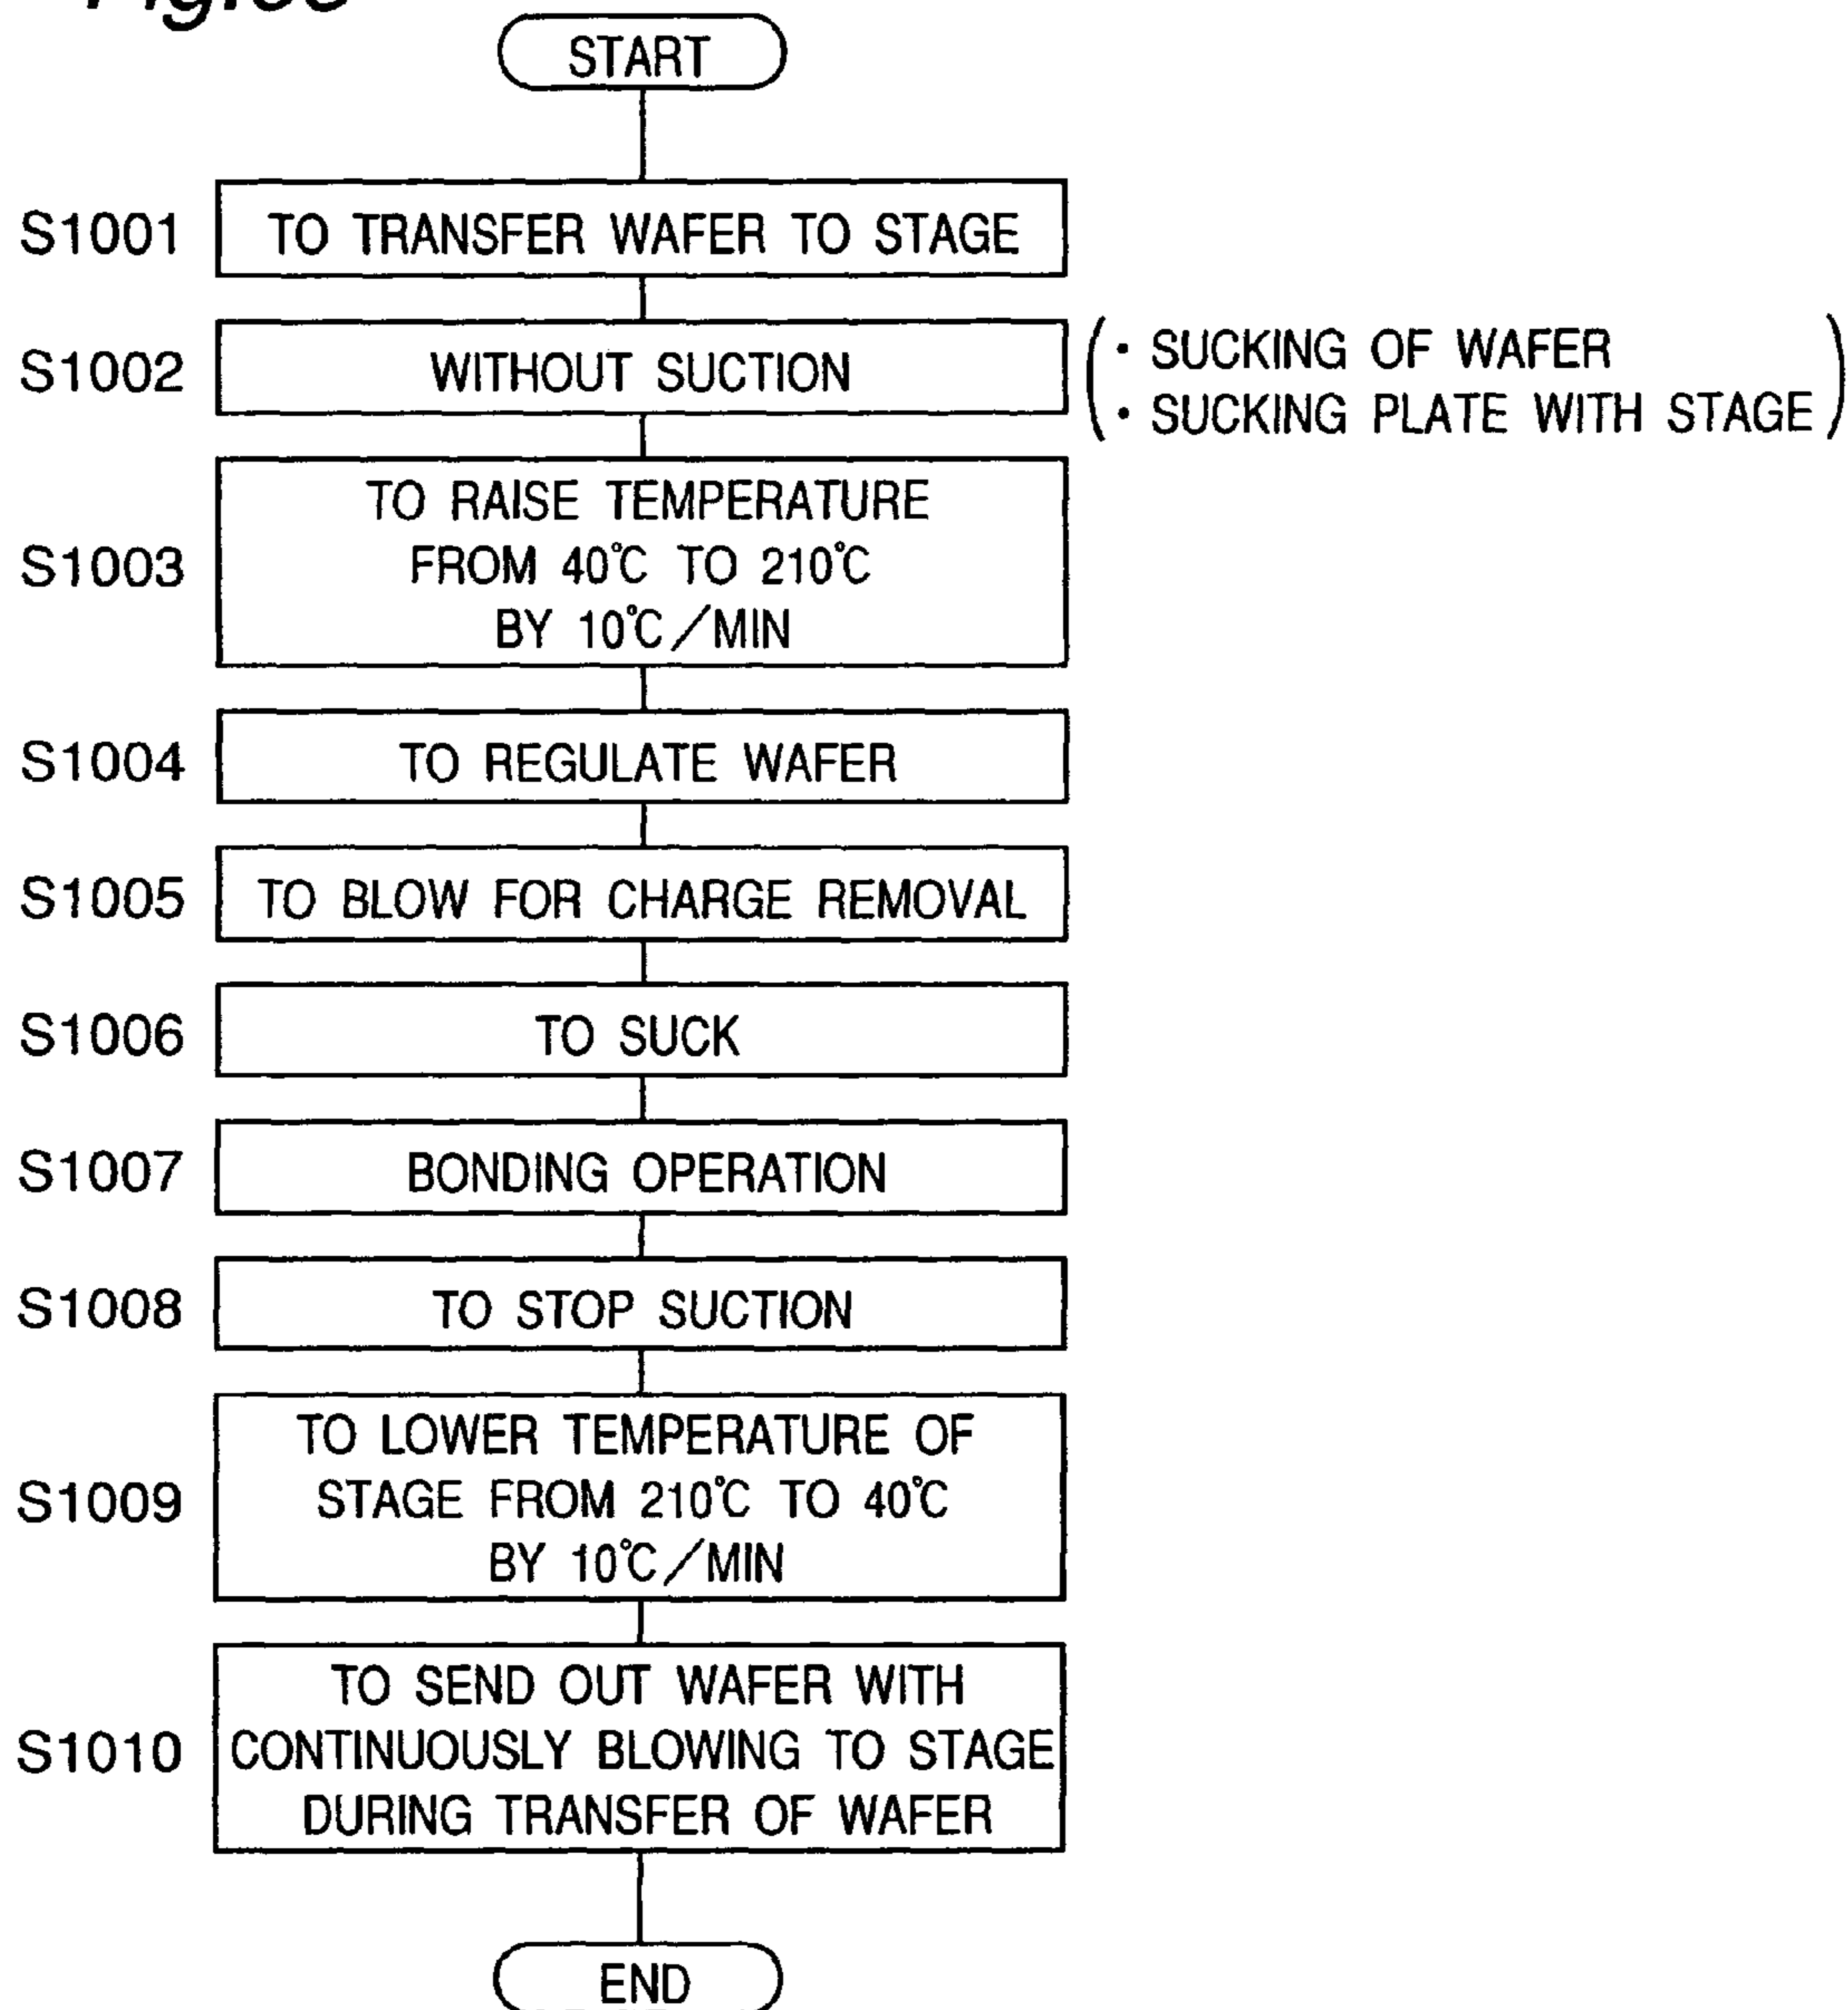 START
S1001 TO TRANSFER WAFER TO STAGE
S1002 WITHOUT SUCTION
( · SUCKING OF WAFER
· SUCKING PLATE WITH STAGE )
S1003 TO RAISE TEMPERATURE
FROM 40℃ TO 210℃
BY 10℃/MIN
S1004 TO REGULATE WAFER
S1005 TO BLOW FOR CHARGE REMOVAL
S1006 TO SUCK
S1007 BONDING OPERATION
S1008 TO STOP SUCTION
S1009 TO LOWER TEMPERATURE OF
STAGE FROM 210℃ TO 40℃
BY 10℃/MIN
S1010 TO SEND OUT WAFER WITH
CONTINUOUSLY BLOWING TO STAGE
DURING TRANSFER OF WAFER
END